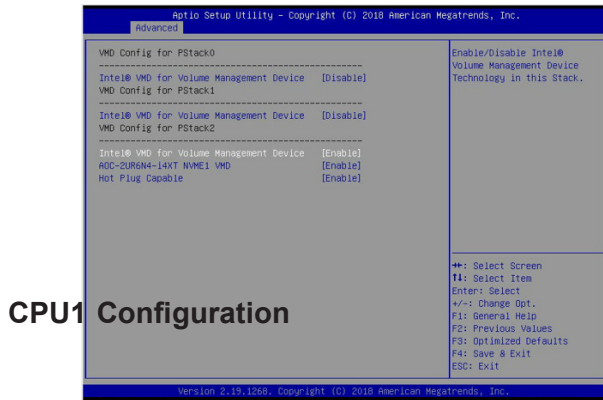 Aptio Setup Utility – Copyright (C) 2018 American Megatrends, Inc.
Advanced
VMD Config for PStack0
------------------------------------------------
Intel® VMD for Volume Management Device [Disable]
VMD Config for PStack1
------------------------------------------------
Intel® VMD for Volume Management Device [Disable]
VMD Config for PStack2
------------------------------------------------
Intel® VMD for Volume Management Device [Enable]
AOC-2UR6N4-i4XT NVME1 VMD [Enable]
Hot Plug Capable [Enable]
Enable/Disable Intel®
Volume Management Device
Technology in this Stack.
→←: Select Screen
↑↓: Select Item
Enter: Select
+/-: Change Opt.
F1: General Help
F2: Previous Values
F3: Optimized Defaults
F4: Save & Exit
ESC: Exit
CPU1 Configuration
Version 2.19.1268. Copyright (C) 2018 American Megatrends, Inc.